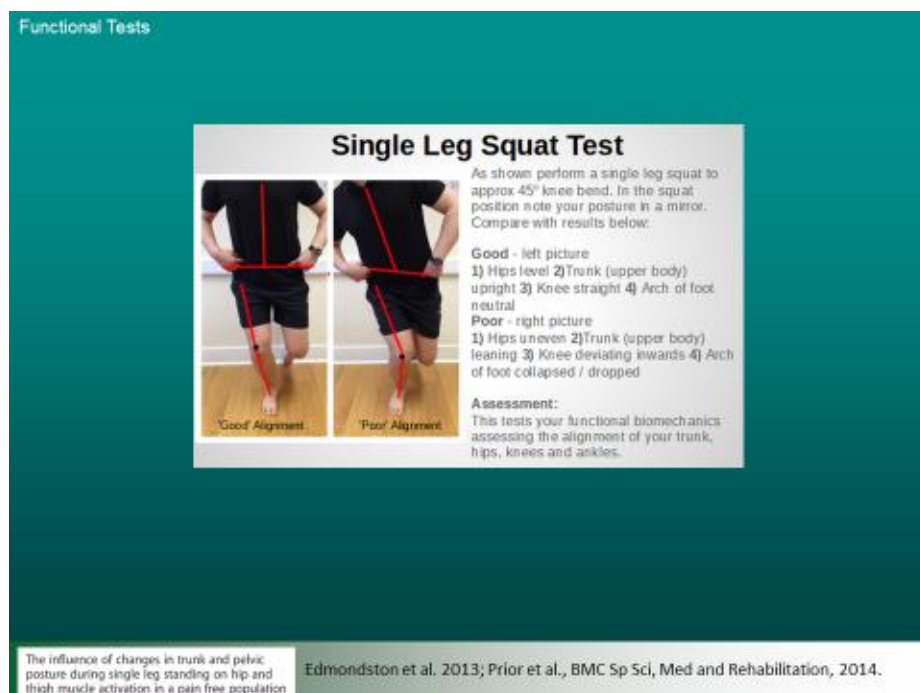 Functional Tests
Single Leg Squat Test
As shown perform a single leg squat to
approx 45° knee bend. In the squat
position note your posture in a mirror.
Compare with results below:
Good - left picture
1) Hips level 2)Trunk (upper body)
upright 3) Knee straight 4) Arch of foot
neutral
Poor - right picture
1) Hips uneven 2)Trunk (upper body)
leaning 3) Knee deviating inwards 4) Arch
of foot collapsed / dropped
Assessment:
This tests your functional biomechanics
assessing the alignment of your trunk,
hips, knees and ankles.
'Good' Alignment
'Poor' Alignment
The influence of changes in trunk and pelvic
posture during single leg standing on hip and
thigh muscle activation in a pain free population
Edmondston et al. 2013; Prior et al., BMC Sp Sci, Med and Rehabilitation, 2014.